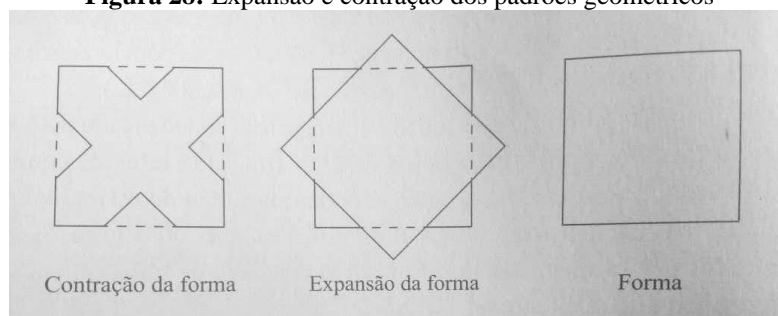 Figura 28: Expansão e contração dos padrões geométricos
Contração da forma
Expansão da forma
Forma